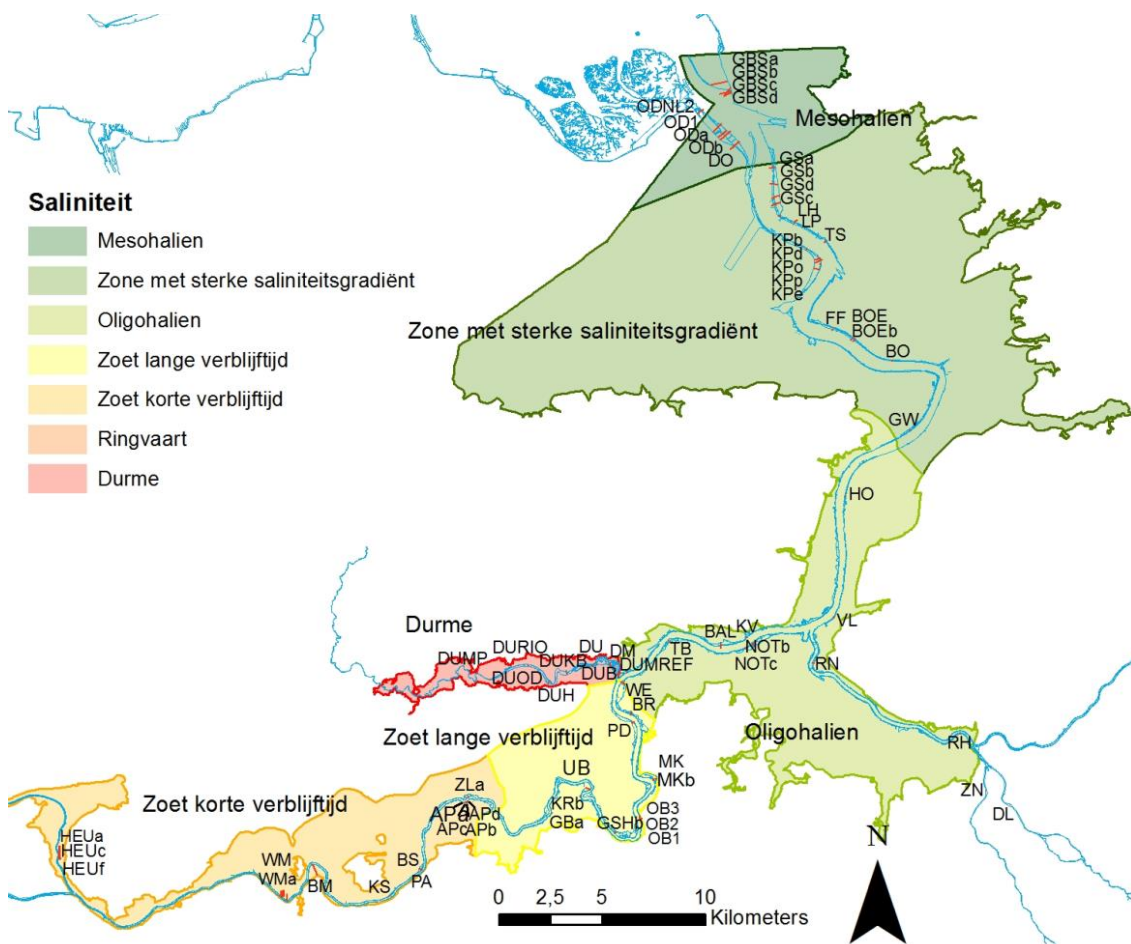 GBSa
GBSb
GBSc
GBSd
ODNL2
OD1
ODa
ODb
DO
Mesohalien
GSa
GSb
GSd
GSc
LH
LP
TS
KPb
KPd
KPo
KPp
KPe
Saliniteit
Mesohalien
Zone met sterke saliniteitsgradiënt
Oligohalien
Zoet lange verblijftijd
Zoet korte verblijftijd
Ringvaart
Durme
Zone met sterke saliniteitsgradiënt
FF
BOE
BOEb
BO
GW
HO
VL
Durme
DURIO
DU
DM
DUMP
DUKB
DUB
DUMREF
DUOD
DUH
TB
BAL
KV
NOTb
NOTc
RN
WE
BR
PD
Oligohalien
RH
ZN
DL
Zoet lange verblijftijd
UB
MK
MKb
KRb
GBa
GSHb
OB3
OB2
OB1
Zoet korte verblijftijd
ZLa
APd
APc
APb
HEUa
HEUc
HEUf
WM
WMa
BM
KS
BS
PA
N
0 2,5 5 10
Kilometers